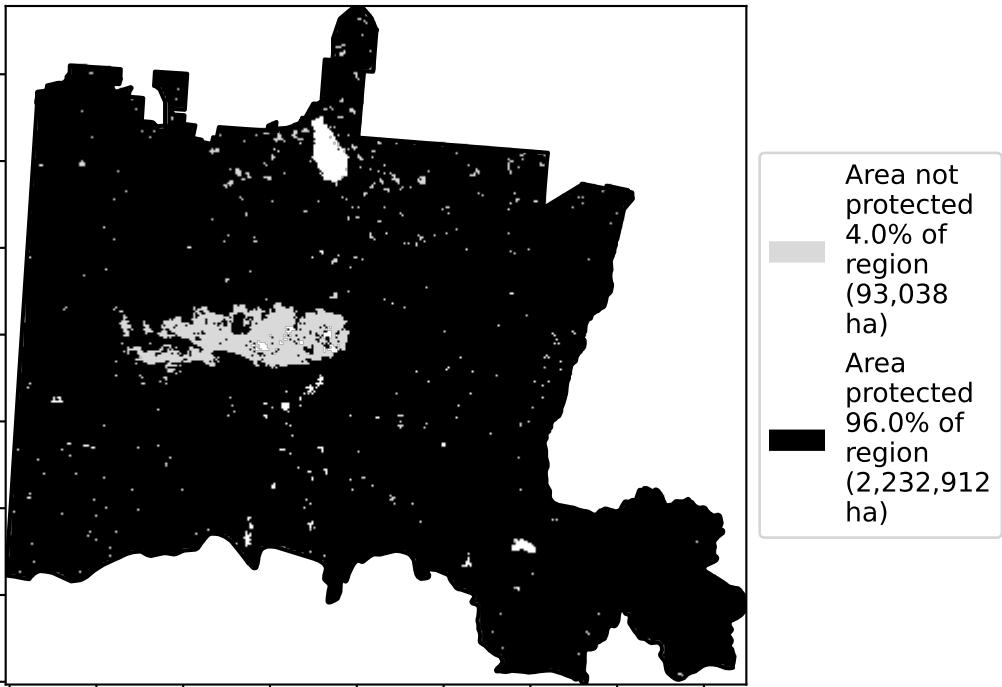 Area not
protected
4.0% of
region
(93,038
ha)
Area
protected
96.0% of
region
(2,232,912
ha)